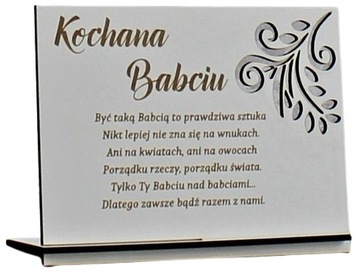 Kochana
Babciu
Być taką Babcią to prawdziwa sztuka
Nikt lepiej nie zna się na wnukach.
Ani na kwiatach, ani na owocach
Porządku rzeczy, porządku świata.
Tylko Ty Babciu nad babciami...
Dlatego zawsze bądź razem z nami.